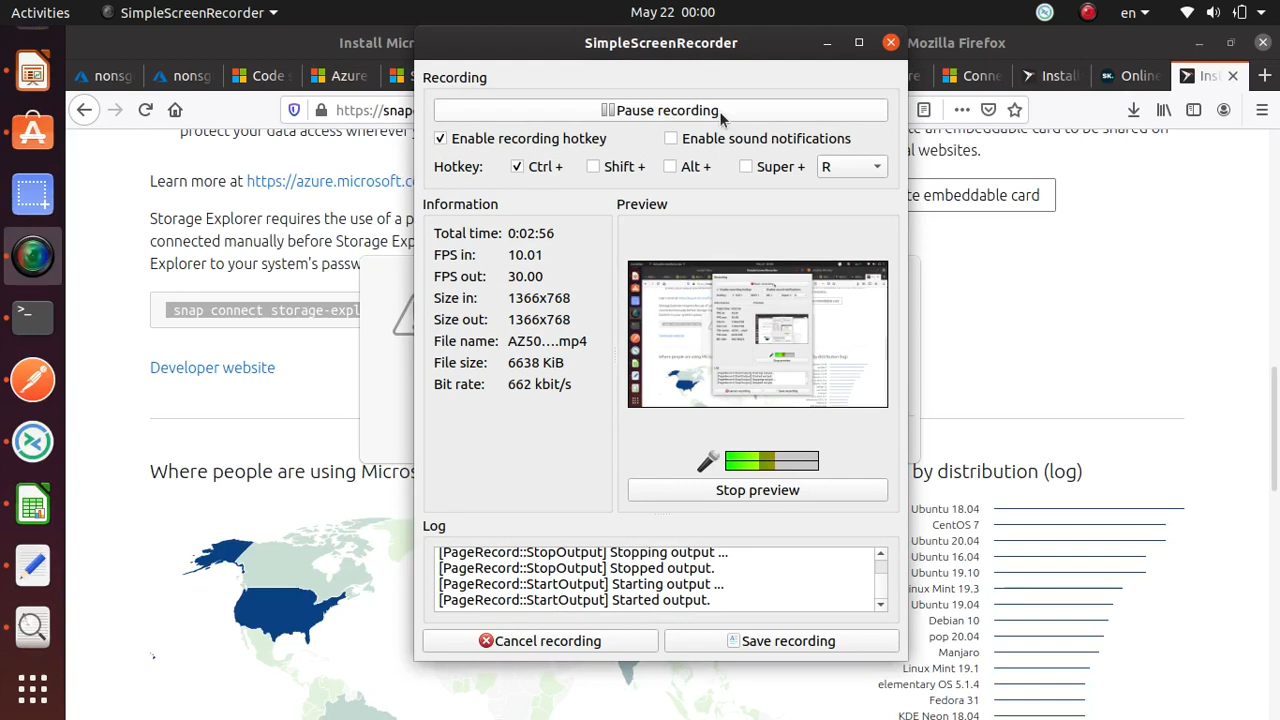 Activities
SimpleScreenRecorder
May 22 00:00
en
Install Micr
SimpleScreenRecorder
Mozilla Firefox
nonsg
nonsg
Code s
Azure
Conne
Install
SK.
Online
Inst
https://snap
protect your data access wherever
Learn more at https://azure.microsoft.co
Storage Explorer requires the use of a p
connected manually before Storage Exp
Explorer to your system's passw
snap connect storage-expl
Developer website
Where people are using Micros
te an embeddable card to be shared on
al websites.
te embeddable card
Recording
Pause recording
Enable recording hotkey
Enable sound notifications
Hotkey:
Ctrl +
Shift +
Alt +
Super +
R
Information
Total time: 0:02:56
FPS in: 10.01
FPS out: 30.00
Size in: 1366x768
Size out: 1366x768
File name: AZ50....mp4
File size: 6638 KiB
Bit rate: 662 kbit/s
Preview
Stop preview
Log
[PageRecord::StopOutput] Stopping output ...
[PageRecord::StopOutput] Stopped output.
[PageRecord::StartOutput] Starting output ...
[PageRecord::StartOutput] Started output.
Cancel recording
Save recording
by distribution (log)
Ubuntu 18.04
CentOS 7
Ubuntu 20.04
Ubuntu 16.04
Ubuntu 19.10
inux Mint 19.3
Ubuntu 19.04
Debian 10
pop 20.04
Manjaro
Linux Mint 19.1
elementary OS 5.1.4
Fedora 31
KDE Neon 18.04